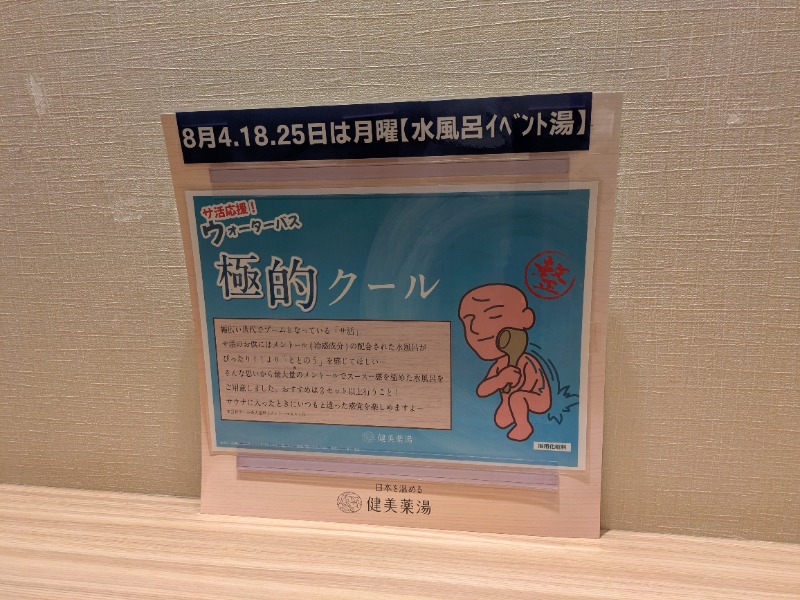 8月4.18.25日は月曜【水風呂ｲﾍﾞﾝﾄ湯】
サ活応援！
ウォーターバス
極的クール
整
幅広い世代でブームとなっている「サ活」
サ活のお供にはメントール(冷感成分)の配合された水風呂が
ぴったり！！より「ととのう」を感じてほしい…
そんな思いから最大量のメントールでスースー感を極めた水風呂を
ご用意しました。おすすめは3セット以上行うこと！
サウナに入ったときにいつもと違った感覚を楽しめますよー
健美薬湯
浴用化粧料
日本を温める
健美薬湯